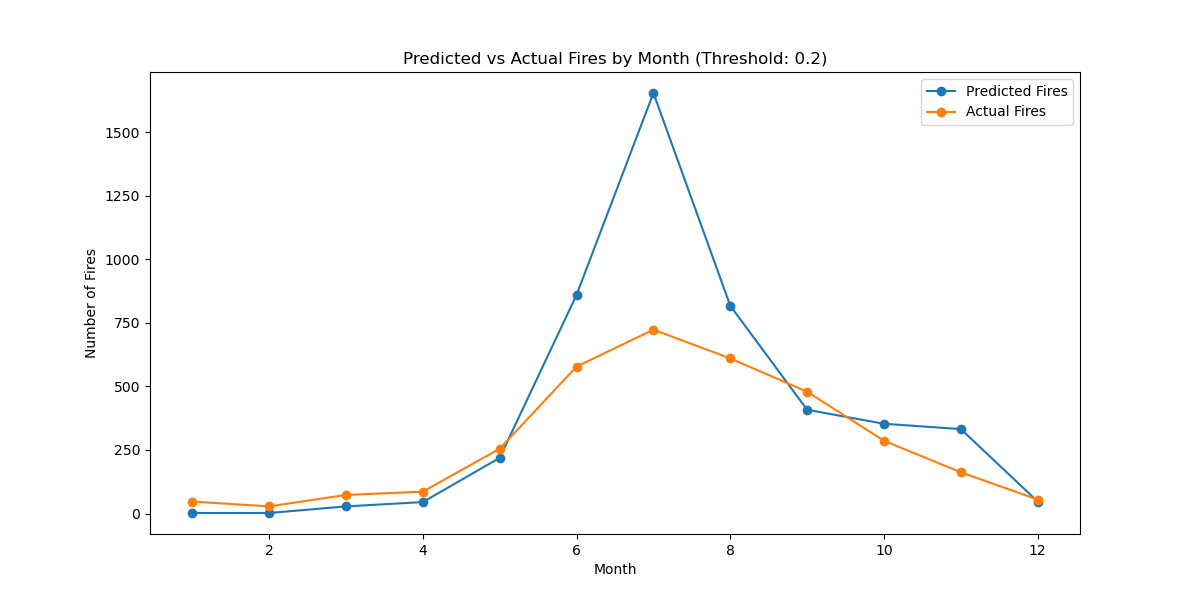 Predicted vs Actual Fires by Month (Threshold: 0.2)
Predicted Fires
Actual Fires
Number of Fires
1500
1250
1000
750
500
250
0
2 4 6 8 10 12
Month